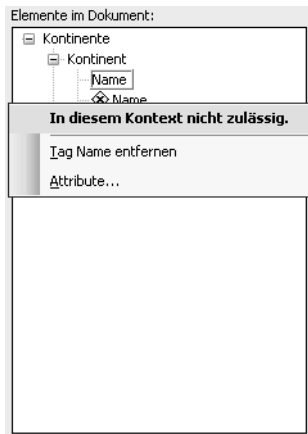 Elemente im Dokument:
Kontinente
Kontinent
Name
Name
In diesem Kontext nicht zulässig.
Tag Name entfernen
Attribute...